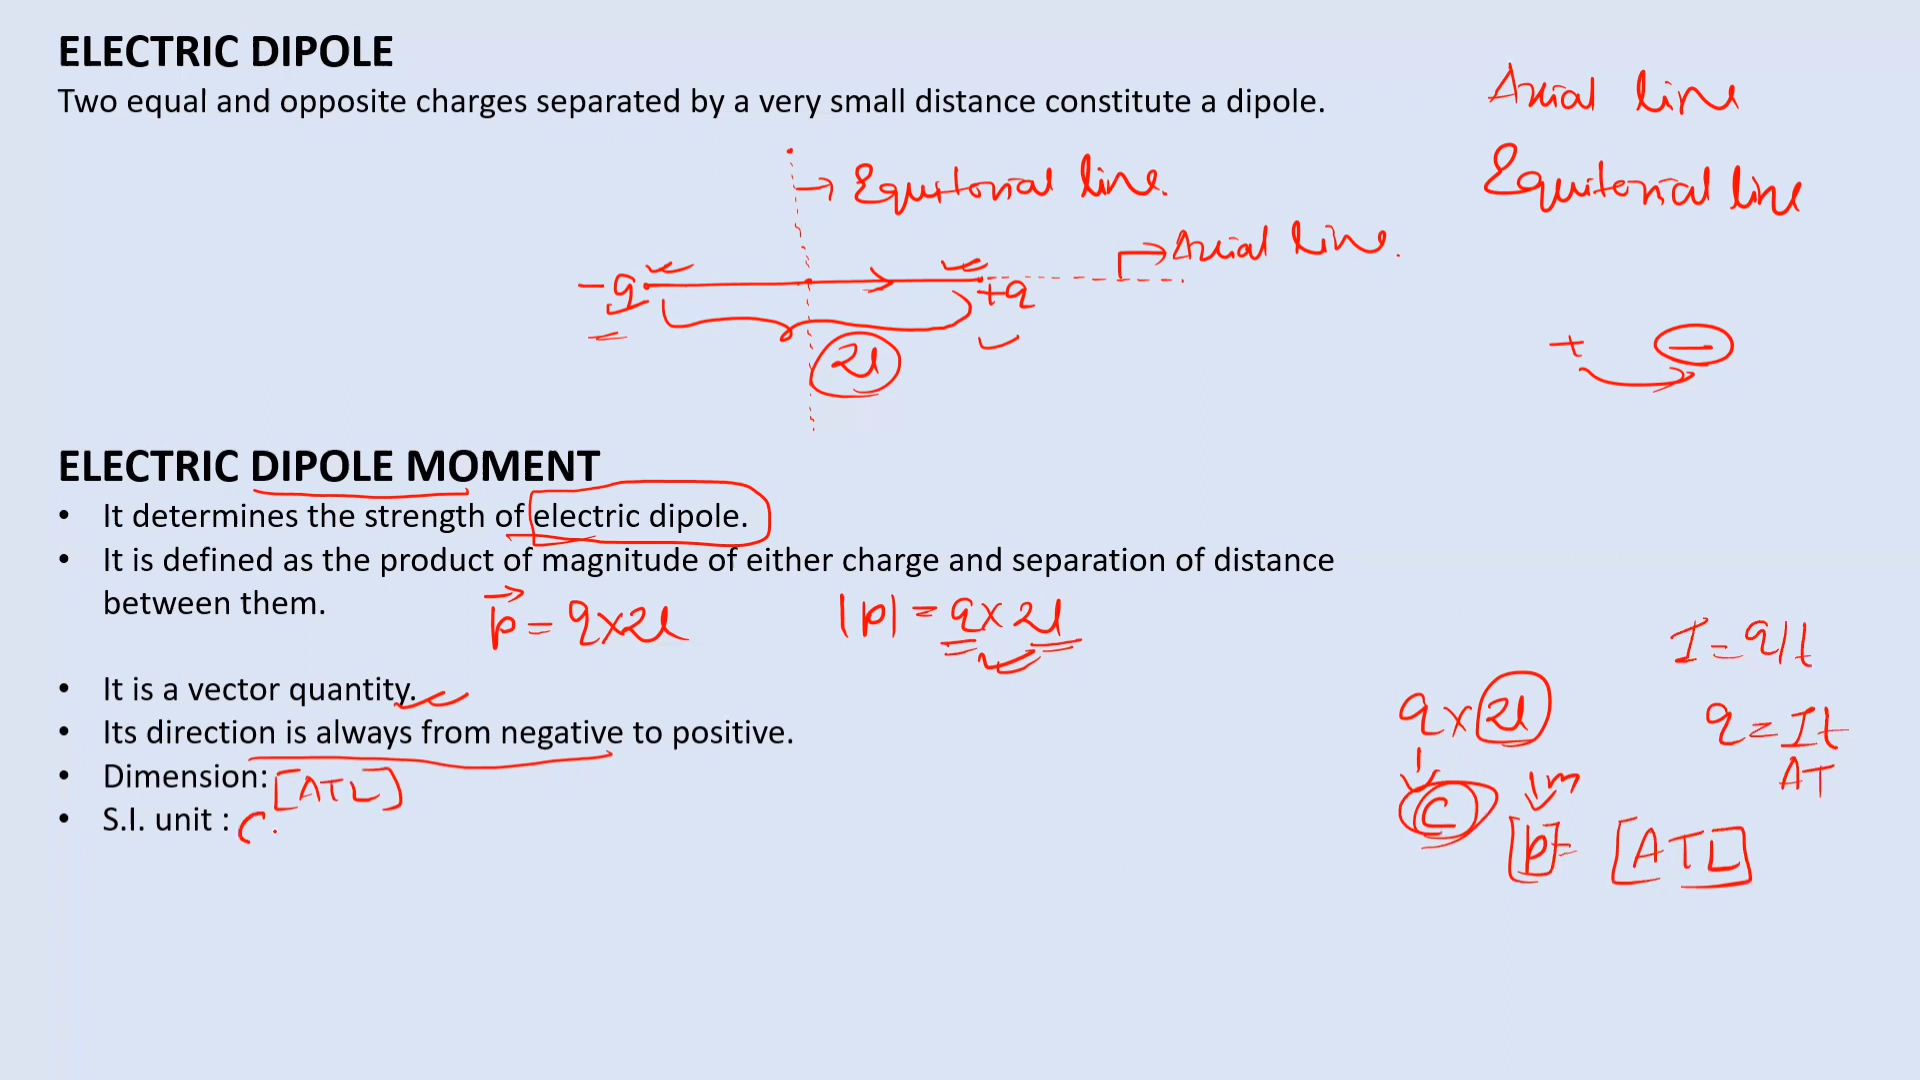 ELECTRIC DIPOLE
Two equal and opposite charges separated by a very small distance constitute a dipole.
Axial line
Equitorial line
→ Equitorial line.
→ Axial line.
-q
+q
2l
+ -
ELECTRIC DIPOLE MOMENT
• It determines the strength of electric dipole.
• It is defined as the product of magnitude of either charge and separation of distance
between them.
p = q×2l
|p| = q×2l
• It is a vector quantity.
• Its direction is always from negative to positive.
• Dimension: [ATL]
• S.I. unit : C.
I = q/t
q×2l
q = It
AT
C
1m
[p] = [ATL]